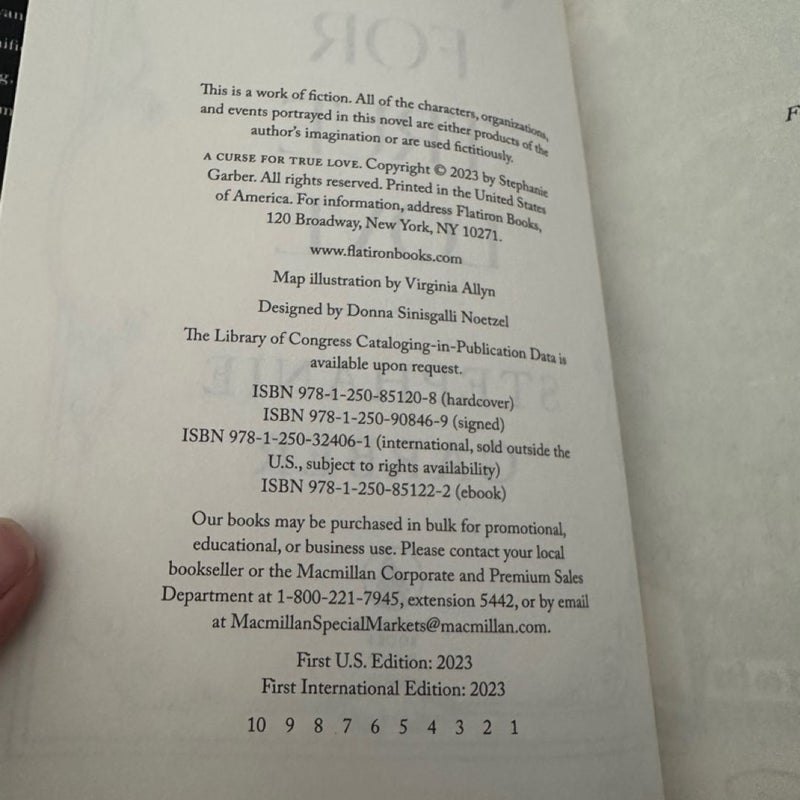 This is a work of fiction. All of the characters, organizations,
and events portrayed in this novel are either products of the
author's imagination or are used fictitiously.
A CURSE FOR TRUE LOVE. Copyright © 2023 by Stephanie
Garber. All rights reserved. Printed in the United States
of America. For information, address Flatiron Books,
120 Broadway, New York, NY 10271.
www.flatironbooks.com
Map illustration by Virginia Allyn
Designed by Donna Sinisgalli Noetzel
The Library of Congress Cataloging-in-Publication Data is
available upon request.
ISBN 978-1-250-85120-8 (hardcover)
ISBN 978-1-250-90846-9 (signed)
ISBN 978-1-250-32406-1 (international, sold outside the
U.S., subject to rights availability)
ISBN 978-1-250-85122-2 (ebook)
Our books may be purchased in bulk for promotional,
educational, or business use. Please contact your local
bookseller or the Macmillan Corporate and Premium Sales
Department at 1-800-221-7945, extension 5442, or by email
at MacmillanSpecialMarkets@macmillan.com.
First U.S. Edition: 2023
First International Edition: 2023
10 9 8 7 6 5 4 3 2 1